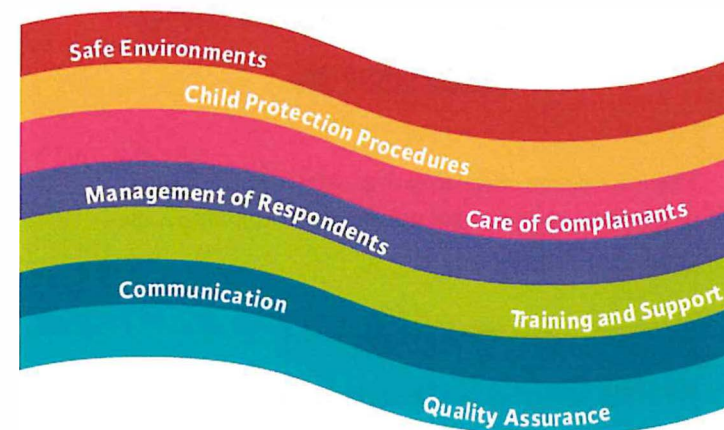 Safe Environments
Child Protection Procedures
Care of Complainants
Management of Respondents
Training and Support
Communication
Quality Assurance